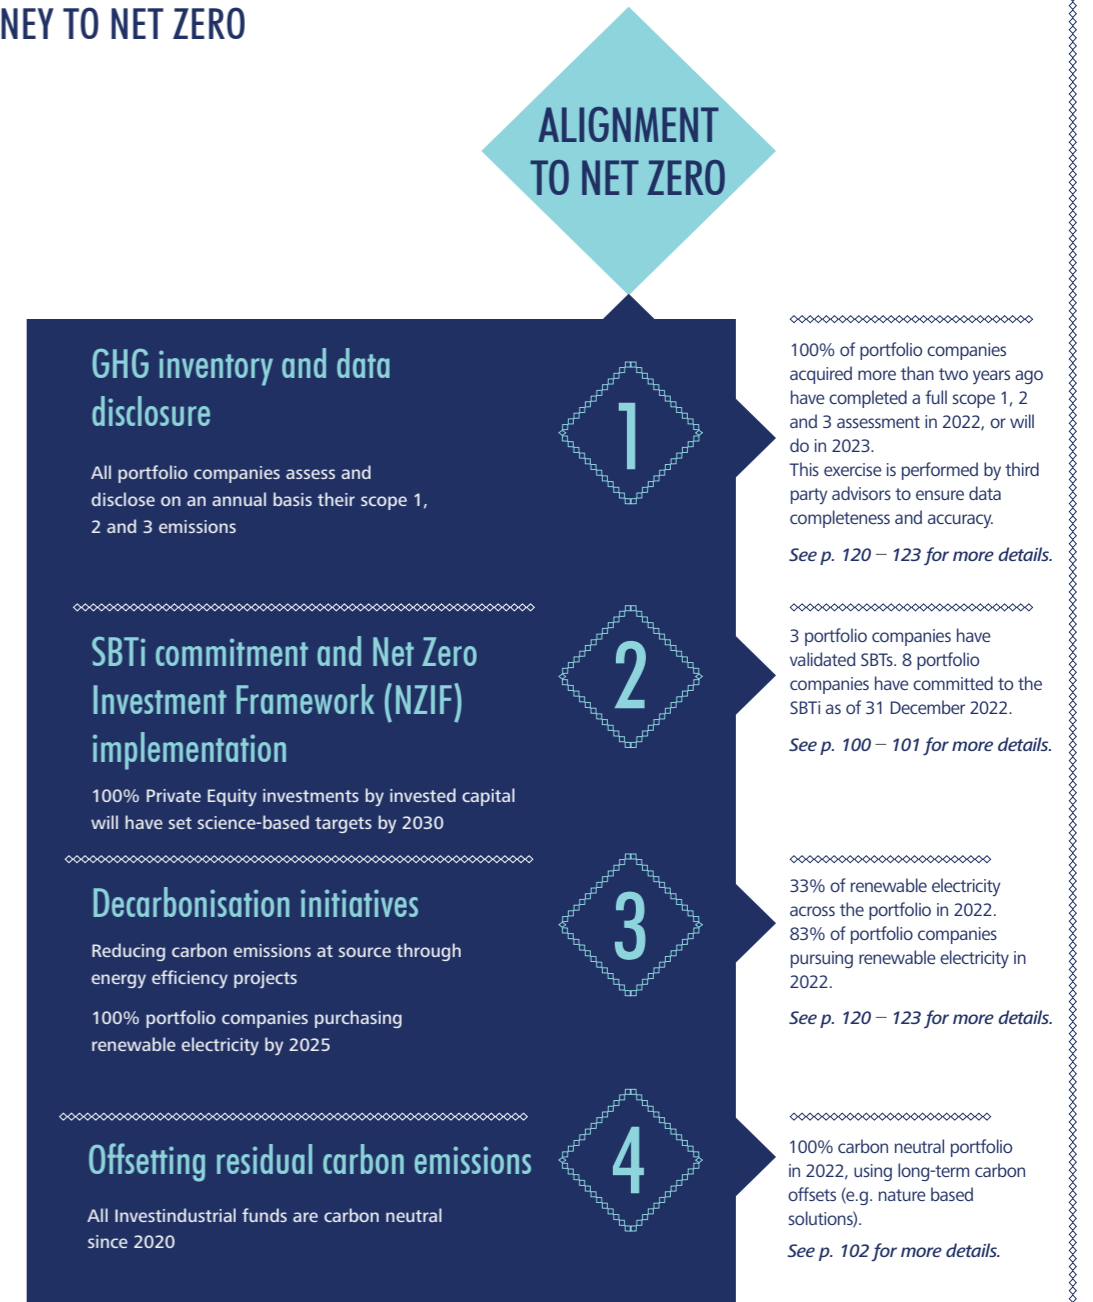 NEY TO NET ZERO
ALIGNMENT
TO NET ZERO
GHG inventory and data
disclosure
All portfolio companies assess and
disclose on an annual basis their scope 1,
2 and 3 emissions
1
100% of portfolio companies
acquired more than two years ago
have completed a full scope 1, 2
and 3 assessment in 2022, or will
do in 2023.
This exercise is performed by third
party advisors to ensure data
completeness and accuracy.
See p. 120 – 123 for more details.
SBTi commitment and Net Zero
Investment Framework (NZIF)
implementation
100% Private Equity investments by invested capital
will have set science-based targets by 2030
2
3 portfolio companies have
validated SBTs. 8 portfolio
companies have committed to the
SBTi as of 31 December 2022.
See p. 100 – 101 for more details.
Decarbonisation initiatives
Reducing carbon emissions at source through
energy efficiency projects
100% portfolio companies purchasing
renewable electricity by 2025
3
33% of renewable electricity
across the portfolio in 2022.
83% of portfolio companies
pursuing renewable electricity in
2022.
See p. 120 – 123 for more details.
Offsetting residual carbon emissions
All Investindustrial funds are carbon neutral
since 2020
4
100% carbon neutral portfolio
in 2022, using long-term carbon
offsets (e.g. nature based
solutions).
See p. 102 for more details.